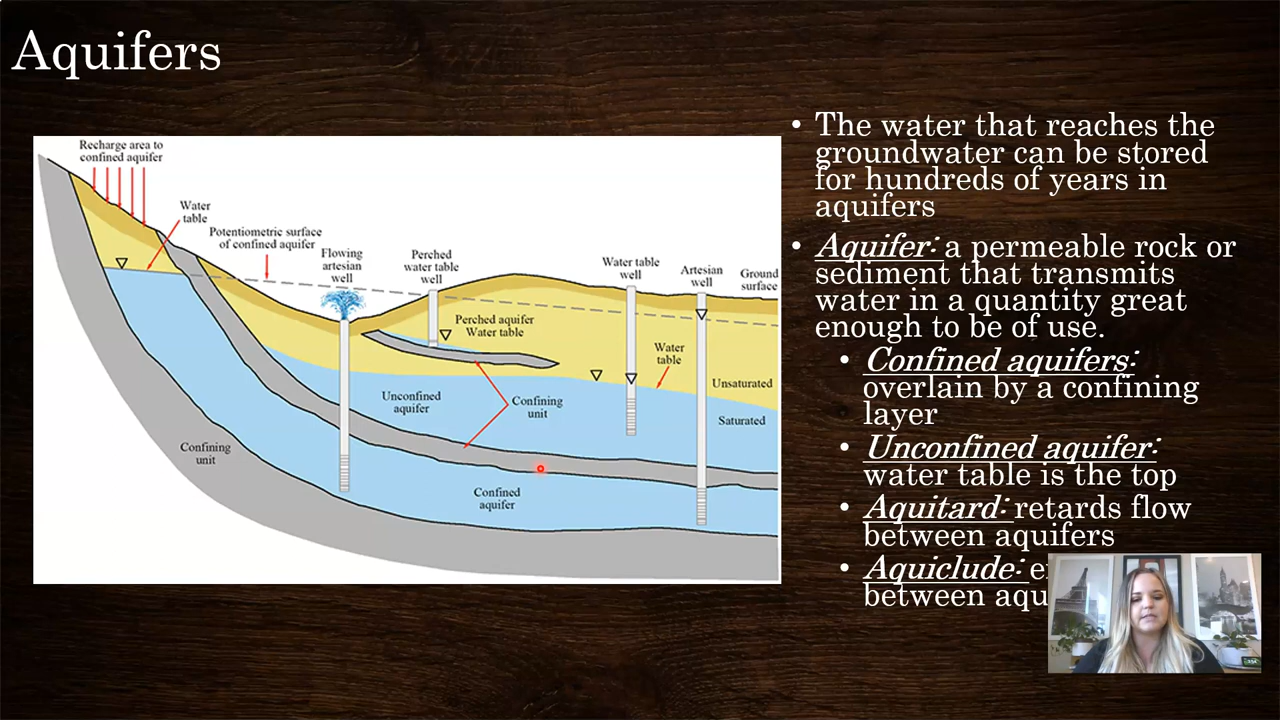 Aquifers
Recharge area to
confined aquifer
Water
table
Potentiometric surface
of confined aquifer
Flowing
artesian
well
Perched
water table
well
Water table
well
Artesian
well
Ground
surface
Perched aquifer
Water table
Water
table
Unsaturated
Saturated
Unconfined
aquifer
Confining
unit
Confining
unit
Confined
aquifer
• The water that reaches the
groundwater can be stored
for hundreds of years in
aquifers
• Aquifer: a permeable rock or
sediment that transmits
water in a quantity great
enough to be of use.
• Confined aquifers:
overlain by a confining
layer
• Unconfined aquifer:
water table is the top
• Aquitard: retards flow
between aquifers
• Aquiclude:
between